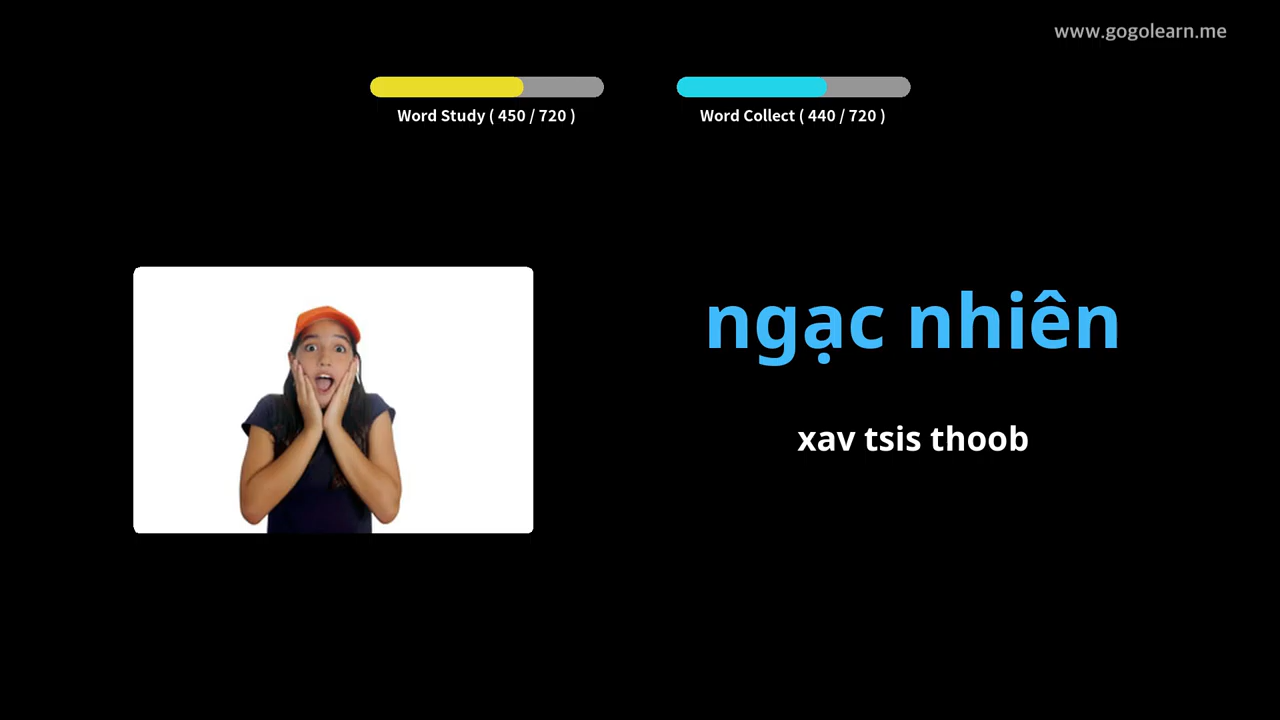 www.gogolearn.me
Word Study ( 450 / 720 )
Word Collect ( 440 / 720 )
ngạc nhiên
xav tsis thoob